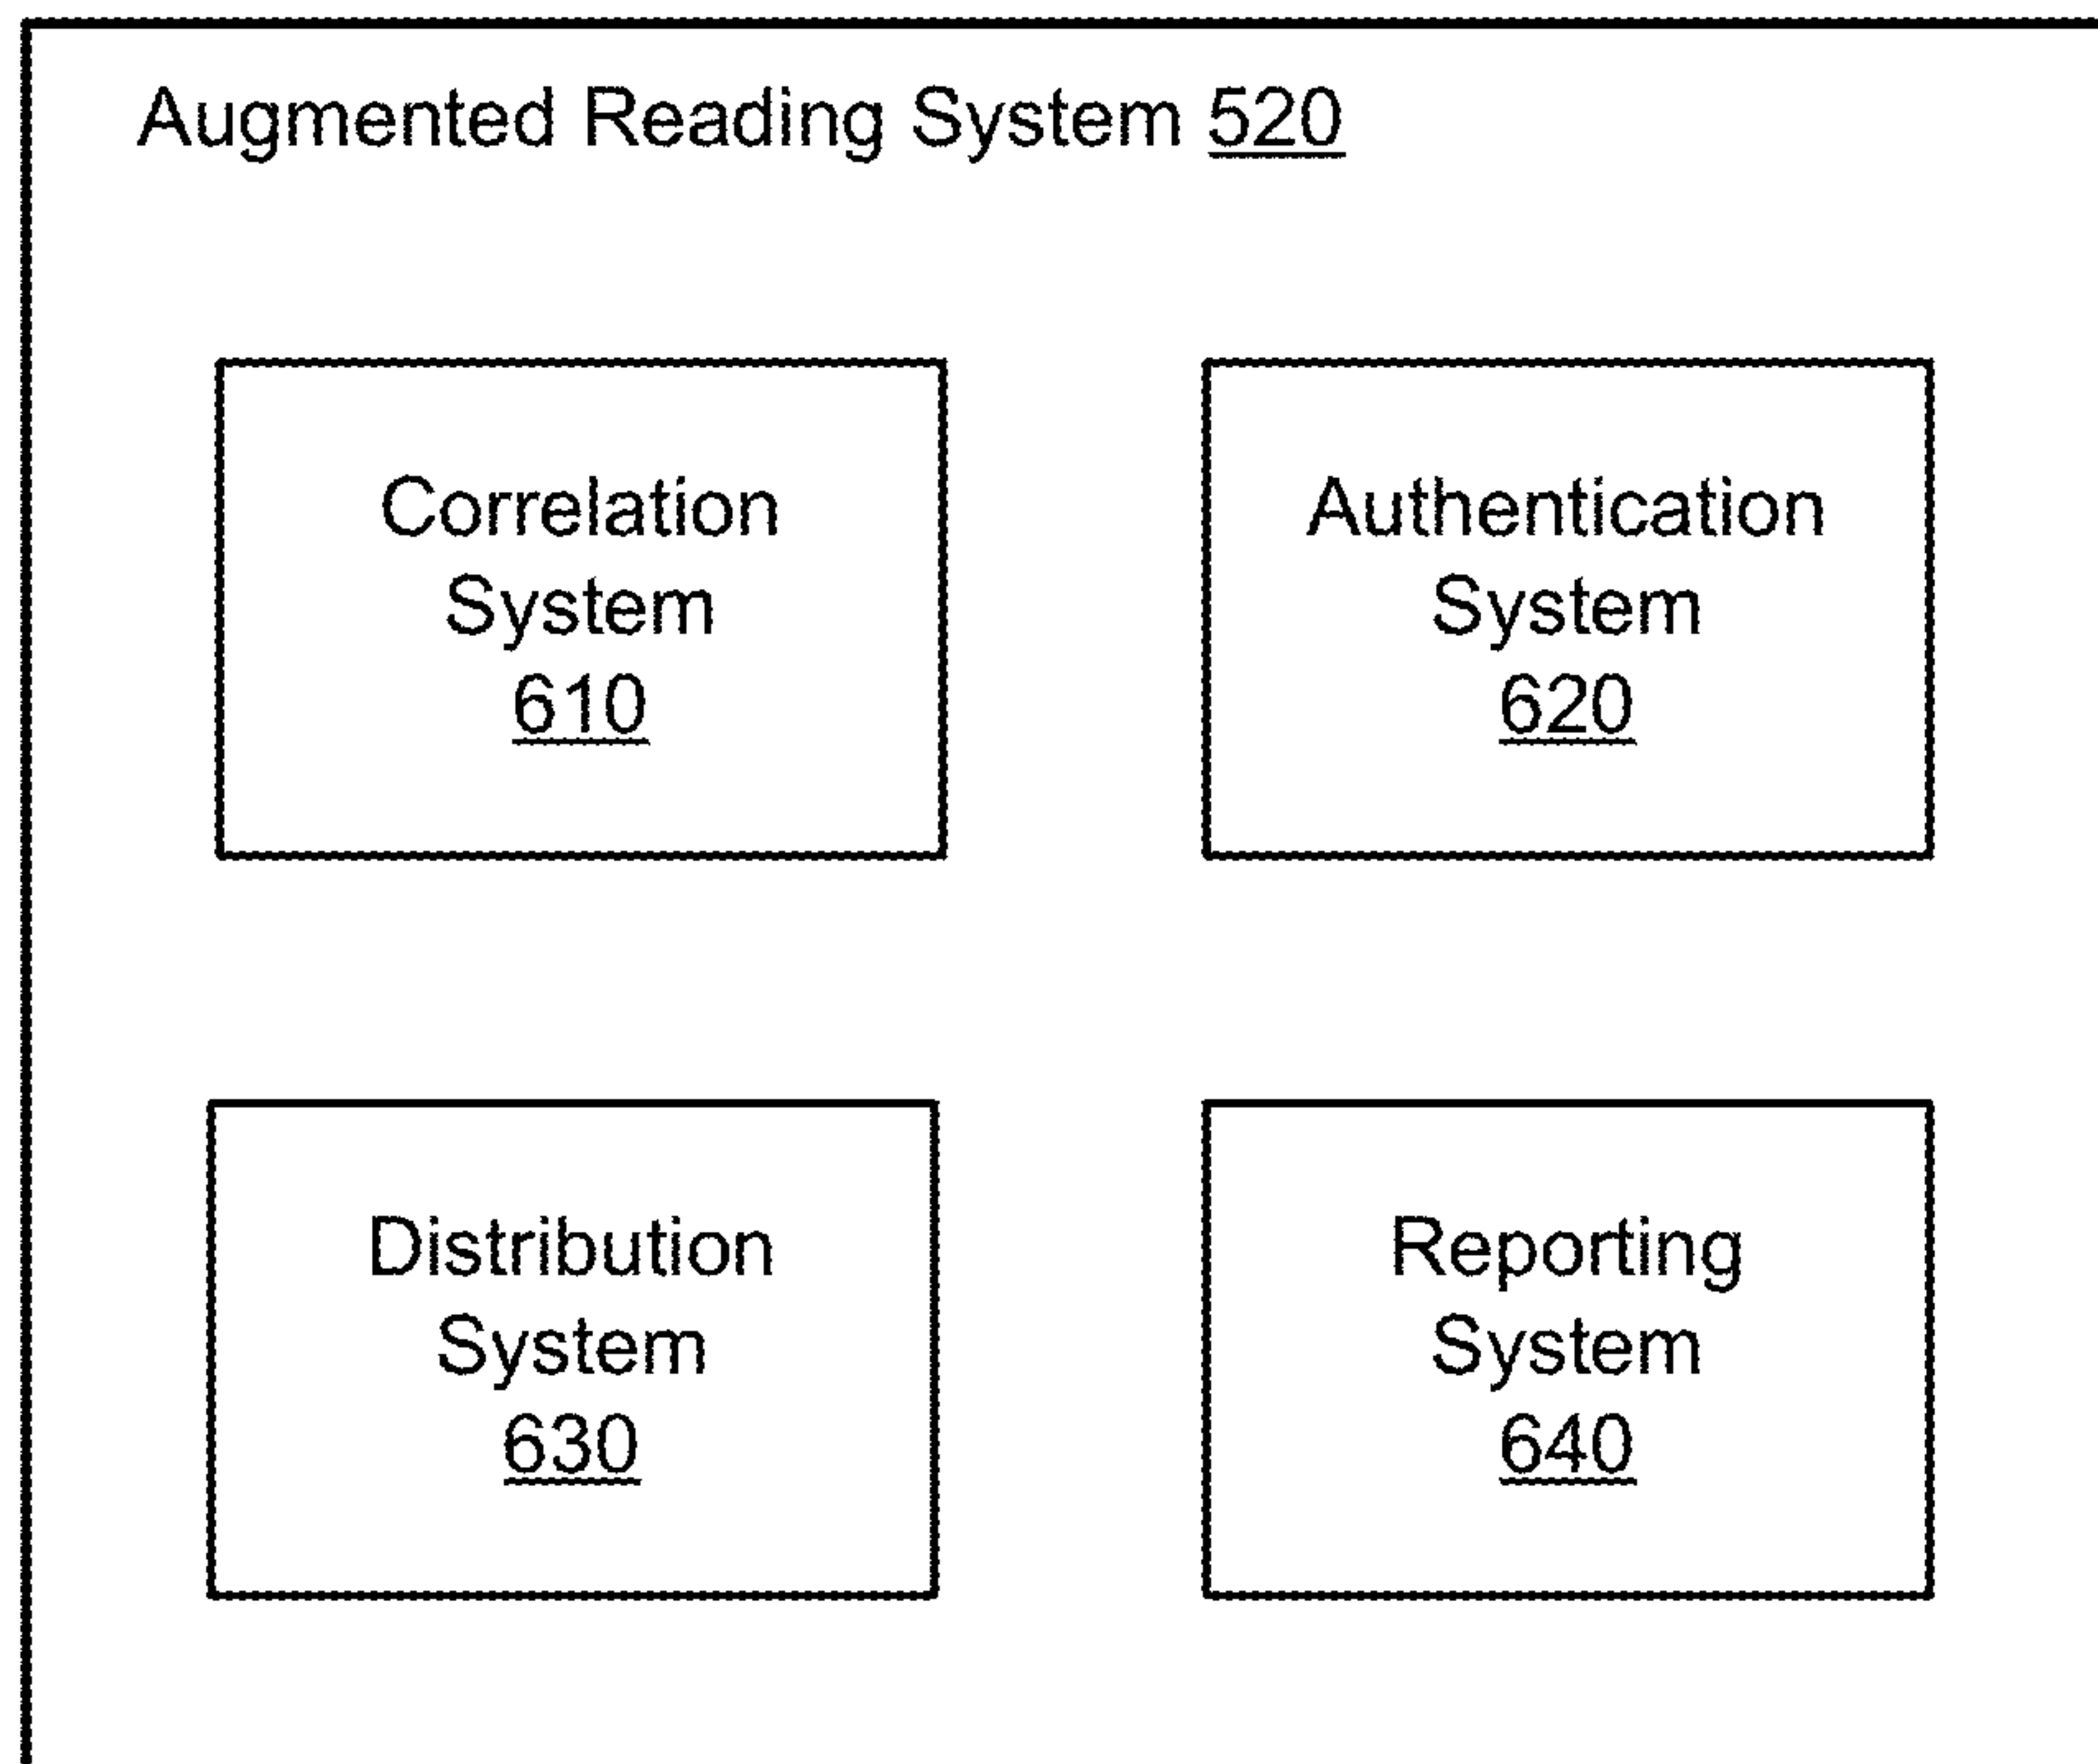 Augmented Reading System 520
Correlation
System
610
Authentication
System
620
Distribution
System
630
Reporting
System
640